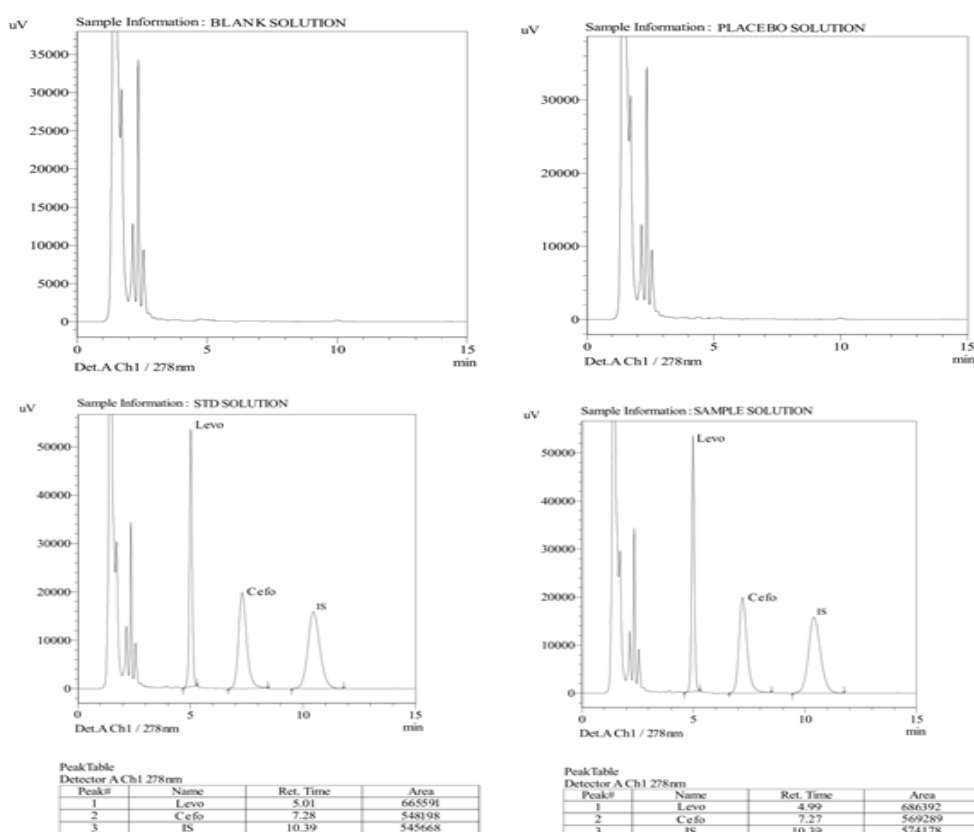 uV
Sample Information : BLANK SOLUTION
35000
30000
25000
20000
15000
10000
5000
0
0 5 10 15
min
Det.A Ch1 / 278nm
uV
Sample Information : PLACEBO SOLUTION
30000
20000
10000
0
0 5 10 15
min
Det.A Ch1 / 278nm
uV
Sample Information : STD SOLUTION
Levo
50000
40000
30000
20000
Cefo
IS
10000
0
0 5 10 15
min
Det.A Ch1 / 278nm
uV
Sample Information : SAMPLE SOLUTION
Levo
50000
40000
30000
20000
Cefo
IS
10000
0
0 5 10 15
min
Det.A Ch1 / 278nm
PeakTable
Detector A Ch1 278nm
Peak# Name Ret. Time Area
1 Levo 5.01 665591
2 Cefo 7.28 548198
3 IS 10.39 545668
PeakTable
Detector A Ch1 278nm
Peak# Name Ret. Time Area
1 Levo 4.99 686392
2 Cefo 7.27 569289
3 IS 10.39 574178